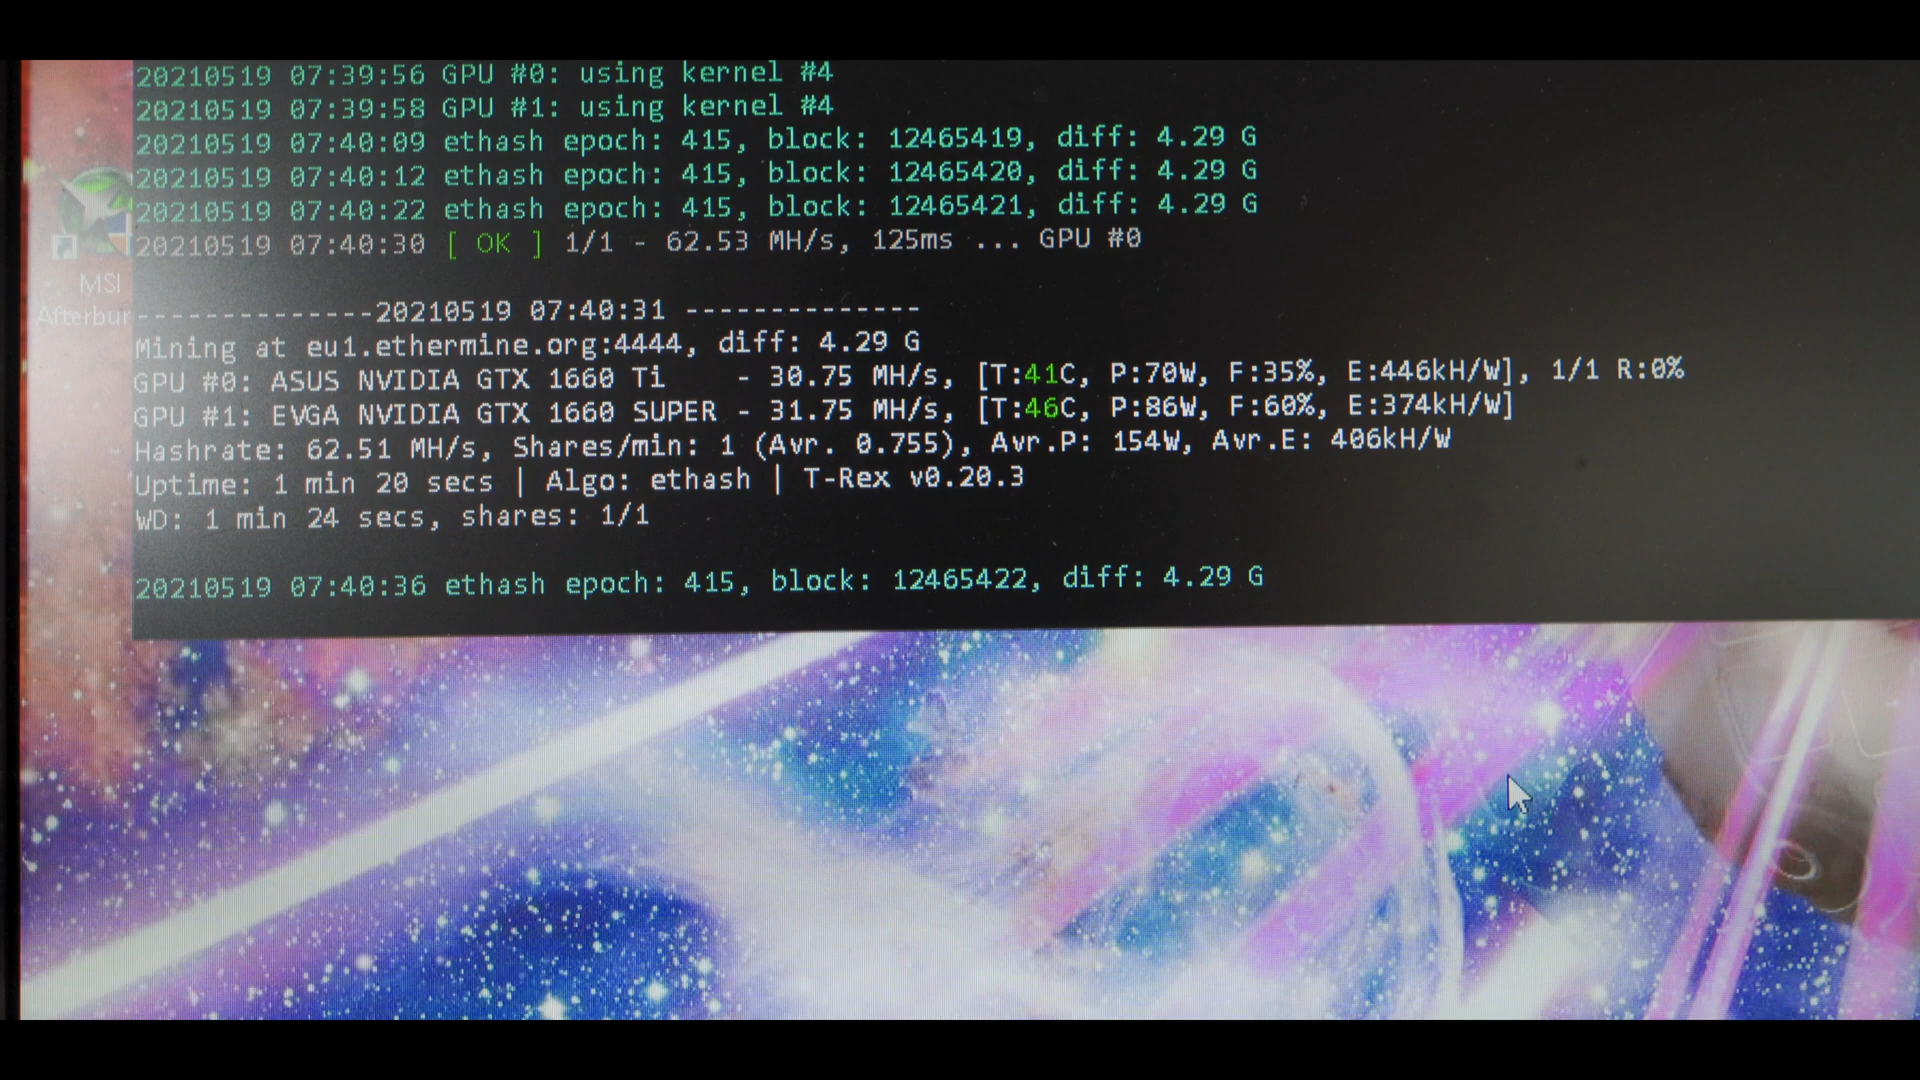 20210519 07:39:56 GPU #0: using kernel #4
20210519 07:39:58 GPU #1: using kernel #4
20210519 07:40:09 ethash epoch: 415, block: 12465419, diff: 4.29 G
20210519 07:40:12 ethash epoch: 415, block: 12465420, diff: 4.29 G
20210519 07:40:22 ethash epoch: 415, block: 12465421, diff: 4.29 G
20210519 07:40:30 [ OK ] 1/1 - 62.53 MH/s, 125ms ... GPU #0
MSI
Afterbur
--------------20210519 07:40:31 --------------
Mining at eu1.ethermine.org:4444, diff: 4.29 G
GPU #0: ASUS NVIDIA GTX 1660 Ti - 30.75 MH/s, [T:41C, P:70W, F:35%, E:446kH/W], 1/1 R:0%
GPU #1: EVGA NVIDIA GTX 1660 SUPER - 31.75 MH/s, [T:46C, P:86W, F:60%, E:374kH/W]
Hashrate: 62.51 MH/s, Shares/min: 1 (Avr. 0.755), Avr.P: 154W, Avr.E: 406kH/W
Uptime: 1 min 20 secs | Algo: ethash | T-Rex v0.20.3
WD: 1 min 24 secs, shares: 1/1
20210519 07:40:36 ethash epoch: 415, block: 12465422, diff: 4.29 G